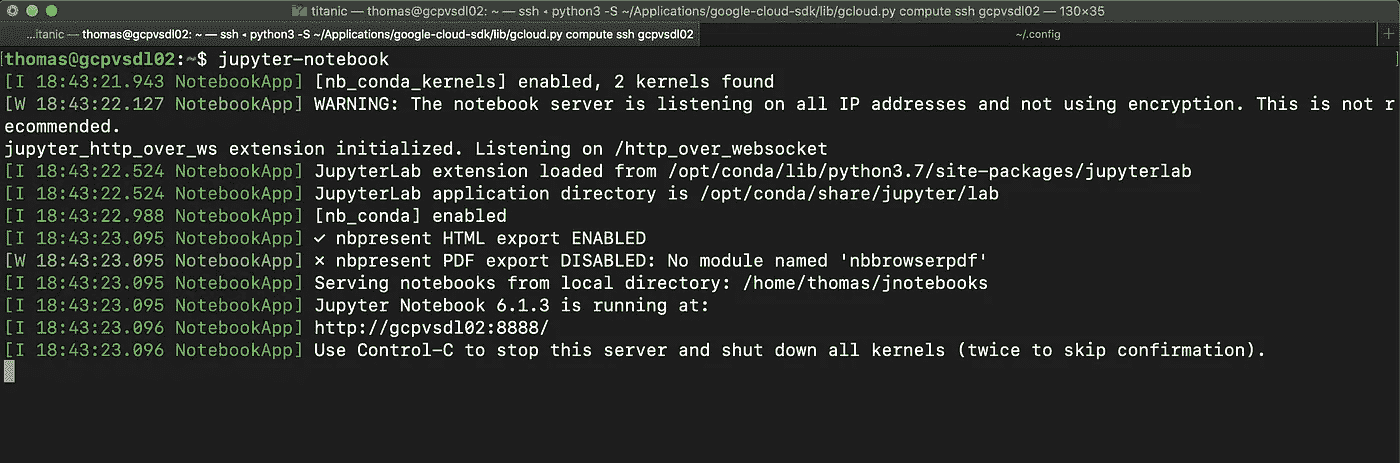 titanic — thomas@gcpvsdl02: ~ — ssh ◂ python3 -S ~/Applications/google-cloud-sdk/lib/gcloud.py compute ssh gcpvsdl02 — 130×35
...itanic — thomas@gcpvsdl02: ~ — ssh ◂ python3 -S ~/Applications/google-cloud-sdk/lib/gcloud.py compute ssh gcpvsdl02
~/.config
+
[thomas@gcpvsdl02:~$ jupyter-notebook ]
[I 18:43:21.943 NotebookApp] [nb_conda_kernels] enabled, 2 kernels found
[W 18:43:22.127 NotebookApp] WARNING: The notebook server is listening on all IP addresses and not using encryption. This is not r
ecommended.
jupyter_http_over_ws extension initialized. Listening on /http_over_websocket
[I 18:43:22.524 NotebookApp] JupyterLab extension loaded from /opt/conda/lib/python3.7/site-packages/jupyterlab
[I 18:43:22.524 NotebookApp] JupyterLab application directory is /opt/conda/share/jupyter/lab
[I 18:43:22.988 NotebookApp] [nb_conda] enabled
[I 18:43:23.095 NotebookApp] ✓ nbpresent HTML export ENABLED
[W 18:43:23.095 NotebookApp] × nbpresent PDF export DISABLED: No module named 'nbbrowserpdf'
[I 18:43:23.095 NotebookApp] Serving notebooks from local directory: /home/thomas/jnotebooks
[I 18:43:23.095 NotebookApp] Jupyter Notebook 6.1.3 is running at:
[I 18:43:23.096 NotebookApp] http://gcpvsdl02:8888/
[I 18:43:23.096 NotebookApp] Use Control-C to stop this server and shut down all kernels (twice to skip confirmation).